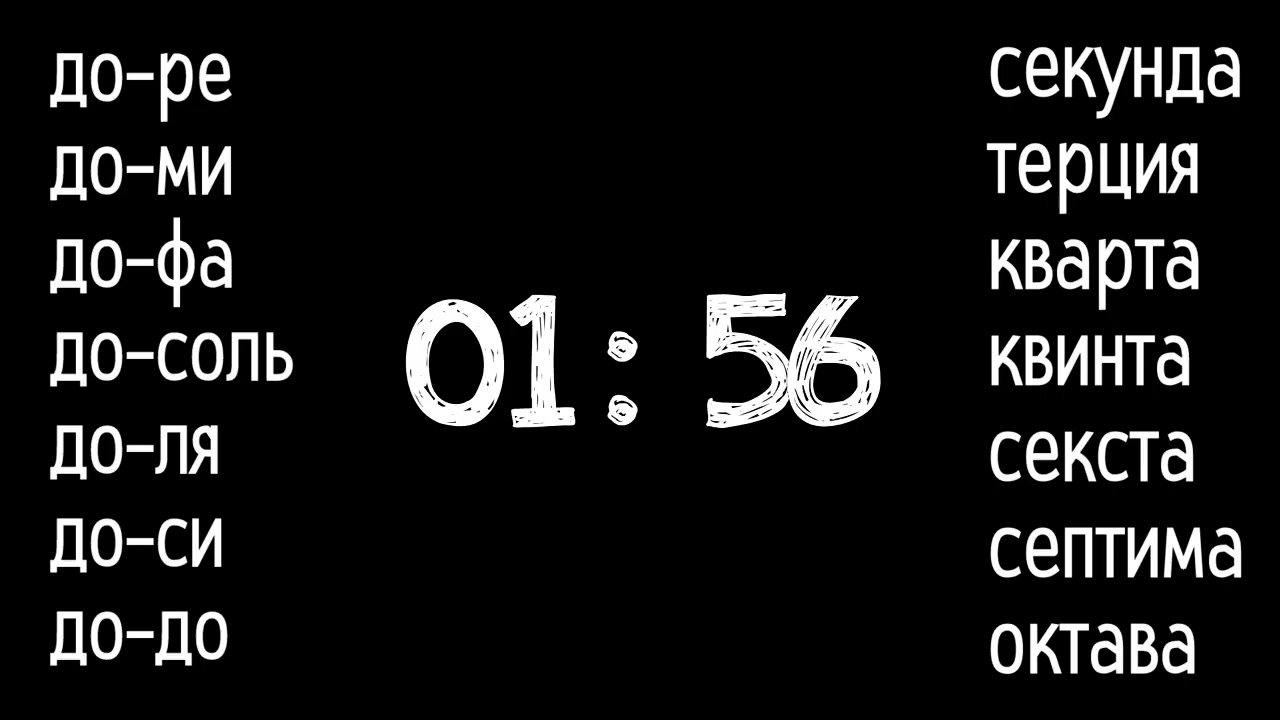 до-ре
до-ми
до-фа
до-соль
до-ля
до-си
до-до
01:56
секунда
терция
кварта
квинта
секста
септима
октава